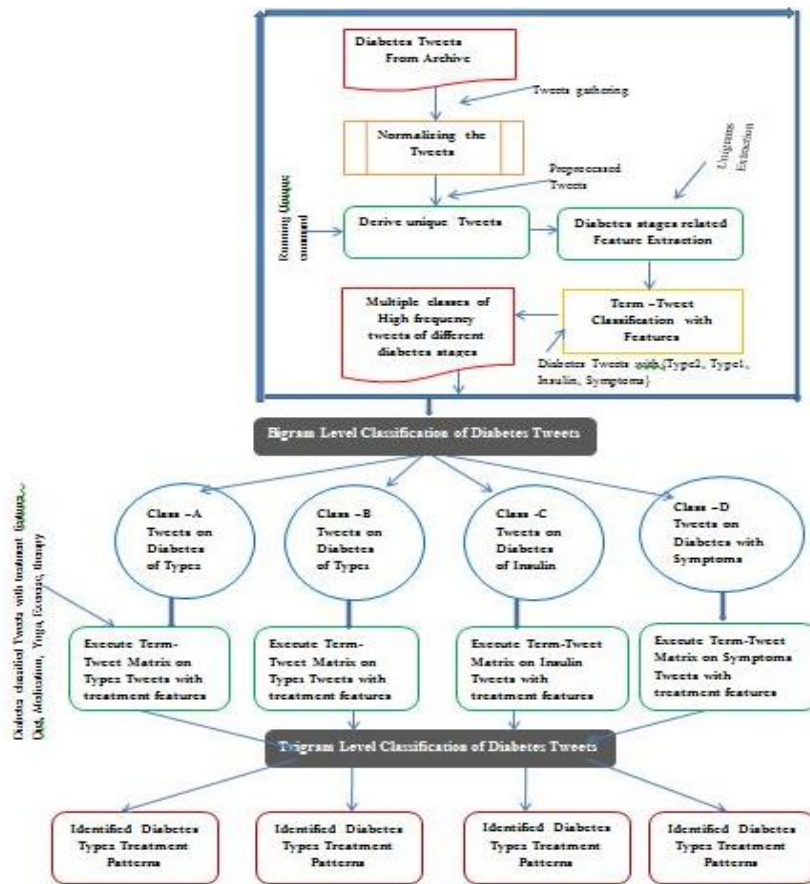 Diabetes Tweets
From Archive
Tweets gathering
Normalizing the
Tweets
Unigrams
Extraction
Preprocessed
Tweets
Running Unique
command
Derive unique Tweets
Diabetes stages related
Feature Extraction
Multiple classes of
High frequency
tweets of different
diabetes stages
Term –Tweet
Classification with
Features
Diabetes Tweets with {Type2, Type1,
Insulin, Symptoms}
Bigram Level Classification of Diabetes Tweets
Class –A
Tweets on
Diabetes
of Types
Class –B
Tweets on
Diabetes
of Types
Class -C
Tweets on
Diabetes
of Insulin
Class –D
Tweets on
Diabetes with
Symptoms
Diabetes classified Tweets with treatment features
Diet, Medication, Yoga, Exercise, therapy
Execute Term-
Tweet Matrix on
Types Tweets with
treatment features
Execute Term-
Tweet Matrix on
Types Tweets with
treatment features
Execute Term-Tweet
Matrix on Insulin
Tweets with
treatment features
Execute Term-Tweet
Matrix on Symptoms
Tweets with
treatment features
Trigram Level Classification of Diabetes Tweets
Identified Diabetes
Types Treatment
Patterns
Identified Diabetes
Types Treatment
Patterns
Identified Diabetes
Types Treatment
Patterns
Identified Diabetes
Types Treatment
Patterns